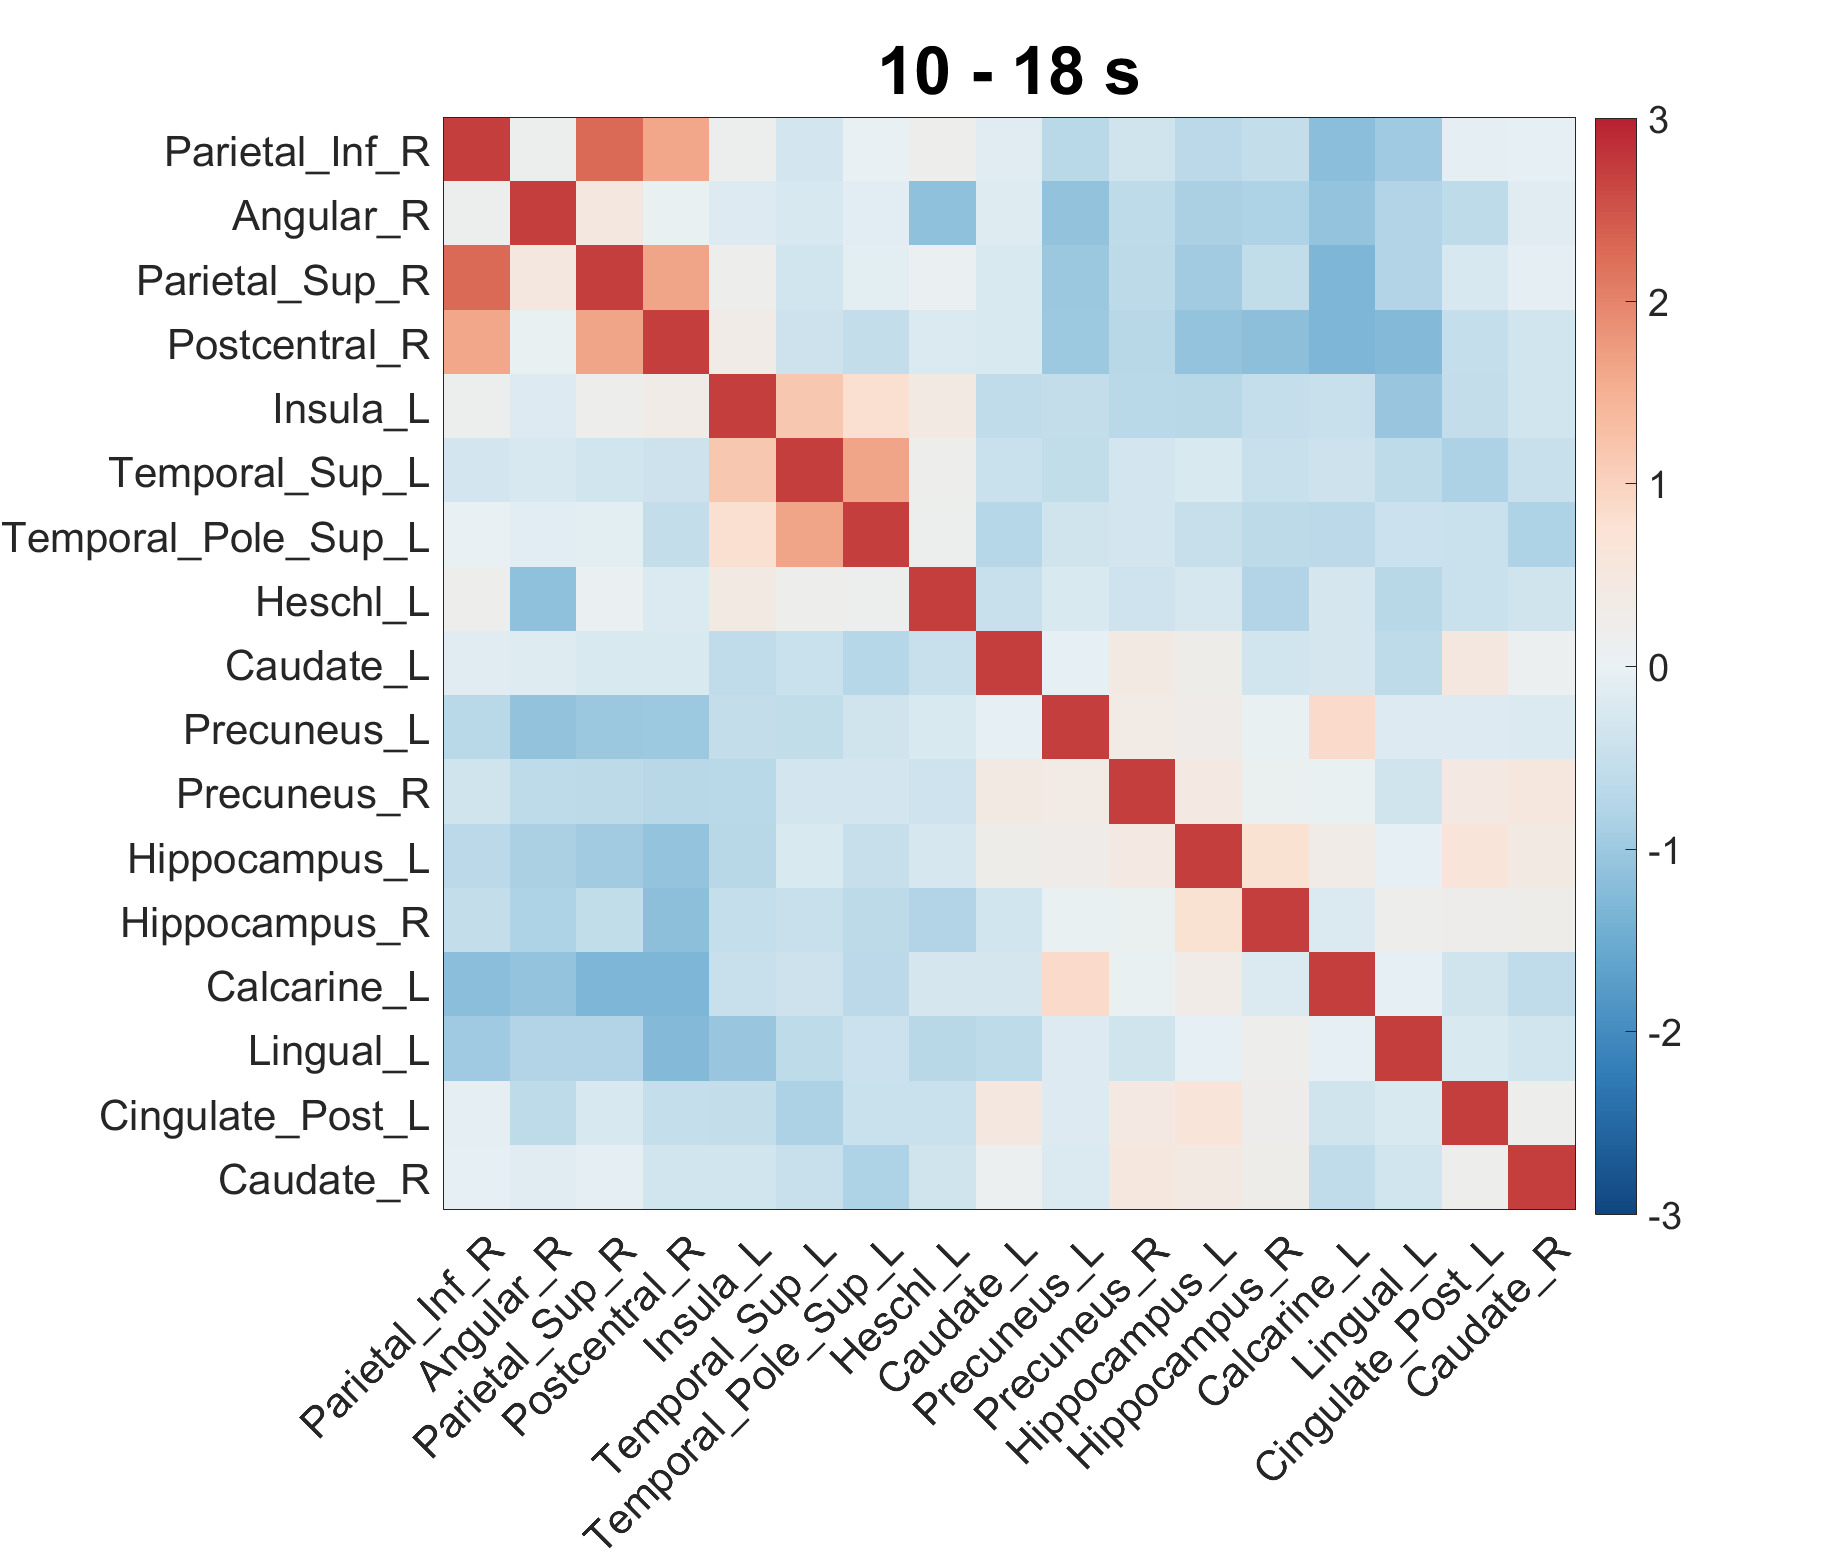 10 - 18 s
Parietal_Inf_R
Angular_R
Parietal_Sup_R
Postcentral_R
Insula_L
Temporal_Sup_L
Temporal_Pole_Sup_L
Heschl_L
Caudate_L
Precuneus_L
Precuneus_R
Hippocampus_L
Hippocampus_R
Calcarine_L
Lingual_L
Cingulate_Post_L
Caudate_R
3
2
1
0
-1
-2
-3
Parietal_Inf_R
Angular_R
Parietal_Sup_R
Postcentral_R
Insula_L
Temporal_Sup_L
Temporal_Pole_Sup_L
Heschl_L
Caudate_L
Precuneus_L
Precuneus_R
Hippocampus_L
Hippocampus_R
Calcarine_L
Lingual_L
Cingulate_Post_L
Caudate_R